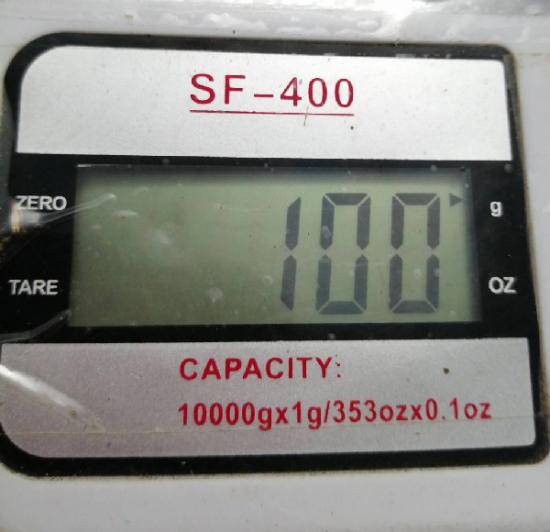 SF-400
ZERO
100
g
TARE
OZ
CAPACITY:
10000gx1g/353ozx0.1oz